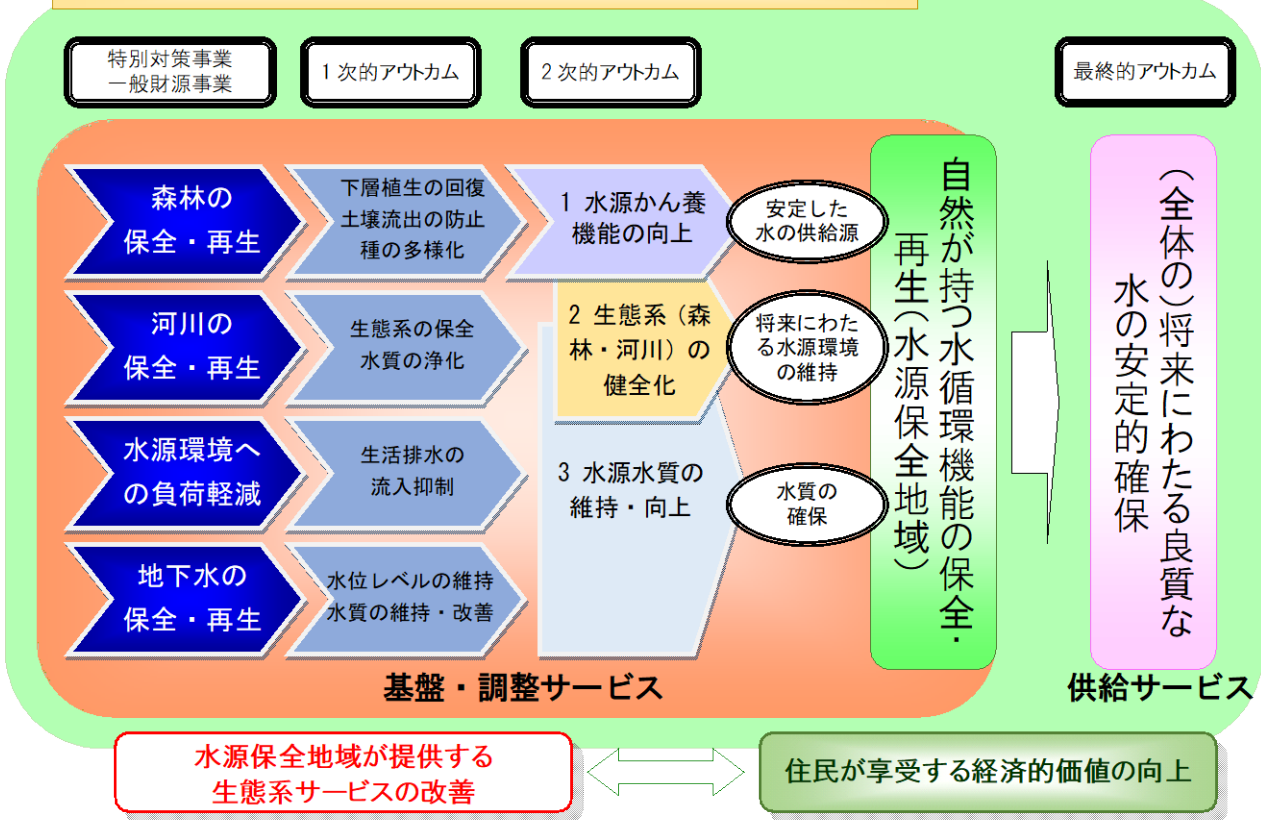 特別対策事業
一般財源事業
1次的アウトカム
2次的アウトカム
最終的アウトカム
森林の
保全・再生
下層植生の回復
土壌流出の防止
種の多様化
1 水源かん養
機能の向上
安定した
水の供給源
河川の
保全・再生
生態系の保全
水質の浄化
2 生態系（森
林・河川）の
健全化
将来にわた
る水源環境
の維持
水源環境へ
の負荷軽減
生活排水の
流入抑制
3 水源水質の
維持・向上
水質の
確保
地下水の
保全・再生
水位レベルの維持
水質の維持・改善
自然が持つ水循環機能の保全・
再生（水源保全地域）
（全体の）将来にわたる良質な
水の安定的確保
基盤・調整サービス
供給サービス
水源保全地域が提供する
生態系サービスの改善
住民が享受する経済的価値の向上